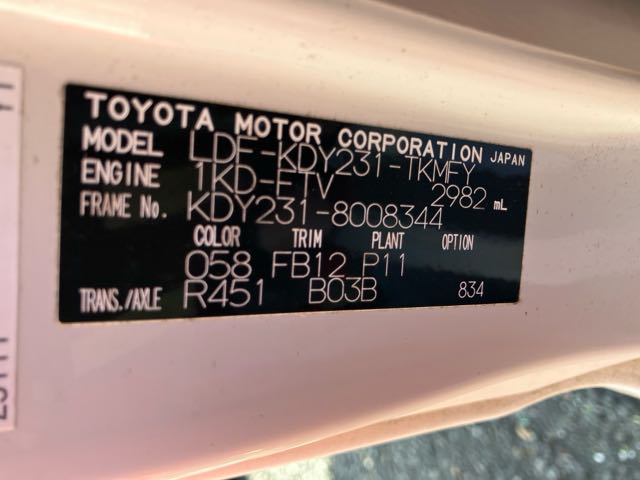 TOYOTA MOTOR CORPORATION JAPAN
MODEL LDF-KDY231-TKMFY
ENGINE 1KD-FTV 2982 mL
FRAME No. KDY231-8008344
COLOR TRIM PLANT OPTION
058 FB12 P11
TRANS./AXLE R451 B03B 834